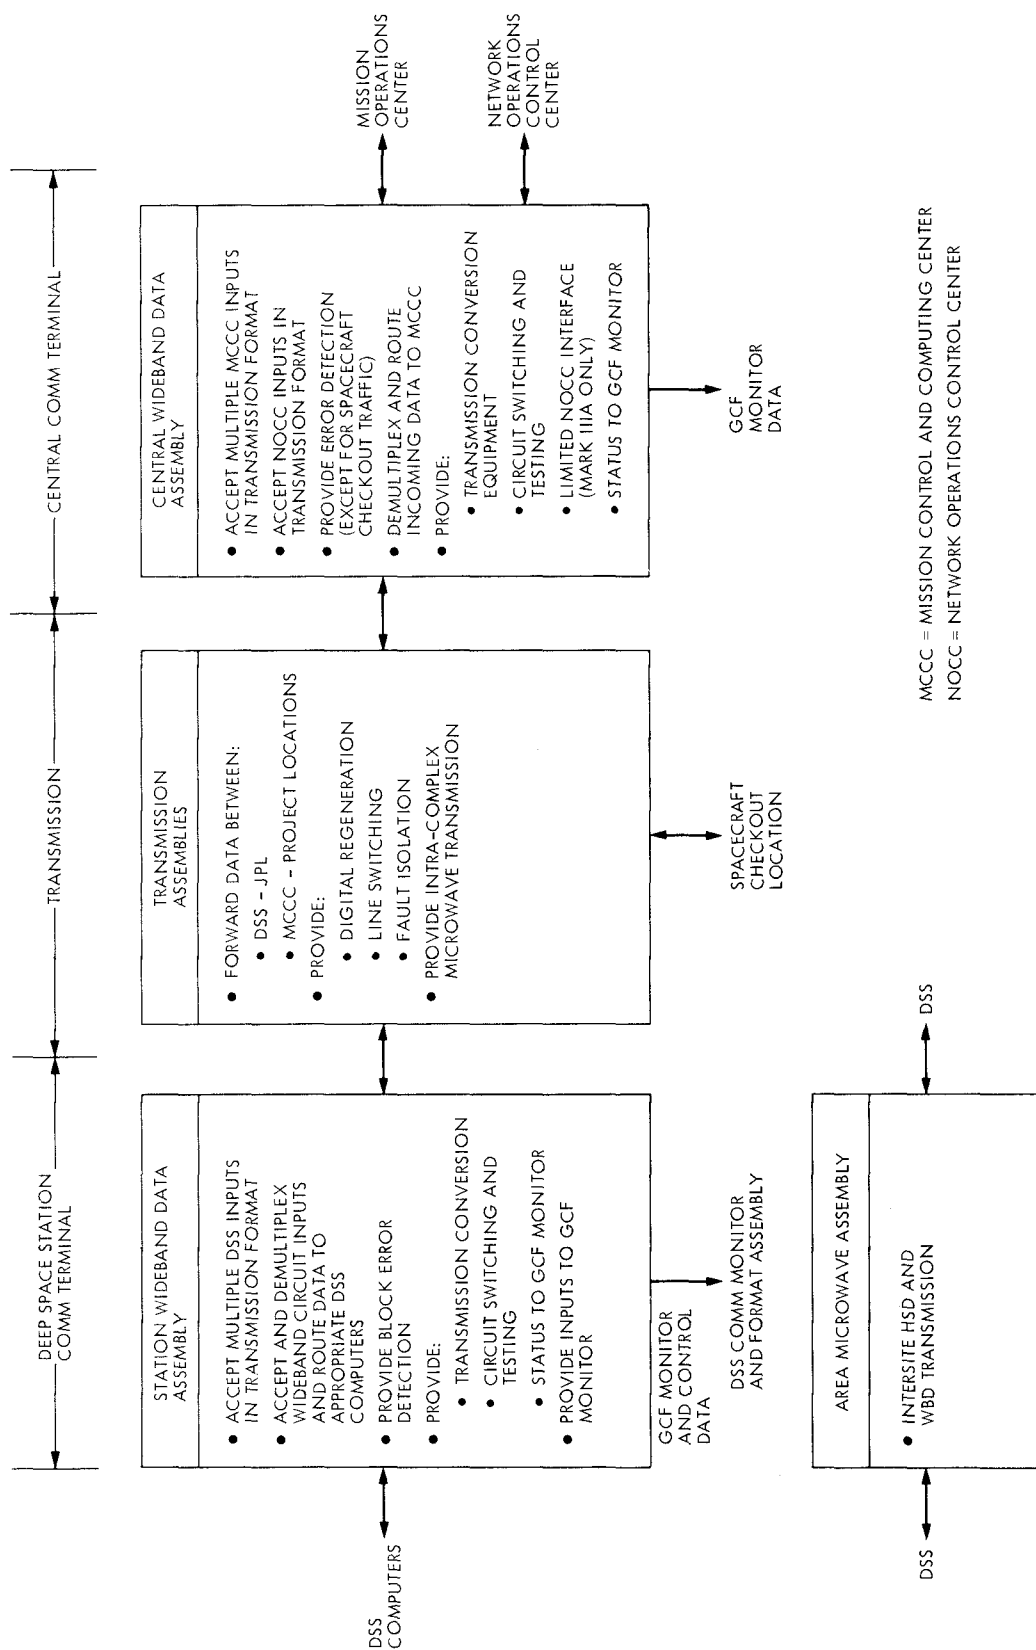 DEEP SPACE STATION
COMM TERMINAL
TRANSMISSION
CENTRAL COMM TERMINAL
STATION WIDEBAND DATA
ASSEMBLY
● ACCEPT MULTIPLE DSS INPUTS
IN TRANSMISSION FORMAT
● ACCEPT AND DEMULTIPLEX
WIDEBAND CIRCUIT INPUTS
AND ROUTE DATA TO
APPROPRIATE DSS
COMPUTERS
● PROVIDE BLOCK ERROR
DETECTION
● PROVIDE:
● TRANSMISSION CONVERSION
● CIRCUIT SWITCHING AND
TESTING
● STATUS TO GCF MONITOR
● PROVIDE INPUTS TO GCF
MONITOR
DSS
COMPUTERS
GCF MONITOR
AND CONTROL
DATA
DSS COMM MONITOR
AND FORMAT ASSEMBLY
TRANSMISSION
ASSEMBLIES
● FORWARD DATA BETWEEN:
● DSS - JPL
● MCCC - PROJECT LOCATIONS
● PROVIDE:
● DIGITAL REGENERATION
● LINE SWITCHING
● FAULT ISOLATION
● PROVIDE INTRA-COMPLEX
MICROWAVE TRANSMISSION
SPACECRAFT
CHECKOUT
LOCATION
CENTRAL WIDEBAND DATA
ASSEMBLY
● ACCEPT MULTIPLE MCCC INPUTS
IN TRANSMISSION FORMAT
● ACCEPT NOCC INPUTS IN
TRANSMISSION FORMAT
● PROVIDE ERROR DETECTION
(EXCEPT FOR SPACECRAFT
CHECKOUT TRAFFIC)
● DEMULTIPLEX AND ROUTE
INCOMING DATA TO MCCC
● PROVIDE:
● TRANSMISSION CONVERSION
EQUIPMENT
● CIRCUIT SWITCHING AND
TESTING
● LIMITED NOCC INTERFACE
(MARK IIIA ONLY)
● STATUS TO GCF MONITOR
MISSION
OPERATIONS
CENTER
NETWORK
OPERATIONS
CONTROL
CENTER
GCF
MONITOR
DATA
AREA MICROWAVE ASSEMBLY
● INTERSITE HSD AND
WBD TRANSMISSION
DSS
DSS
MCCC = MISSION CONTROL AND COMPUTING CENTER
NOCC = NETWORK OPERATIONS CONTROL CENTER